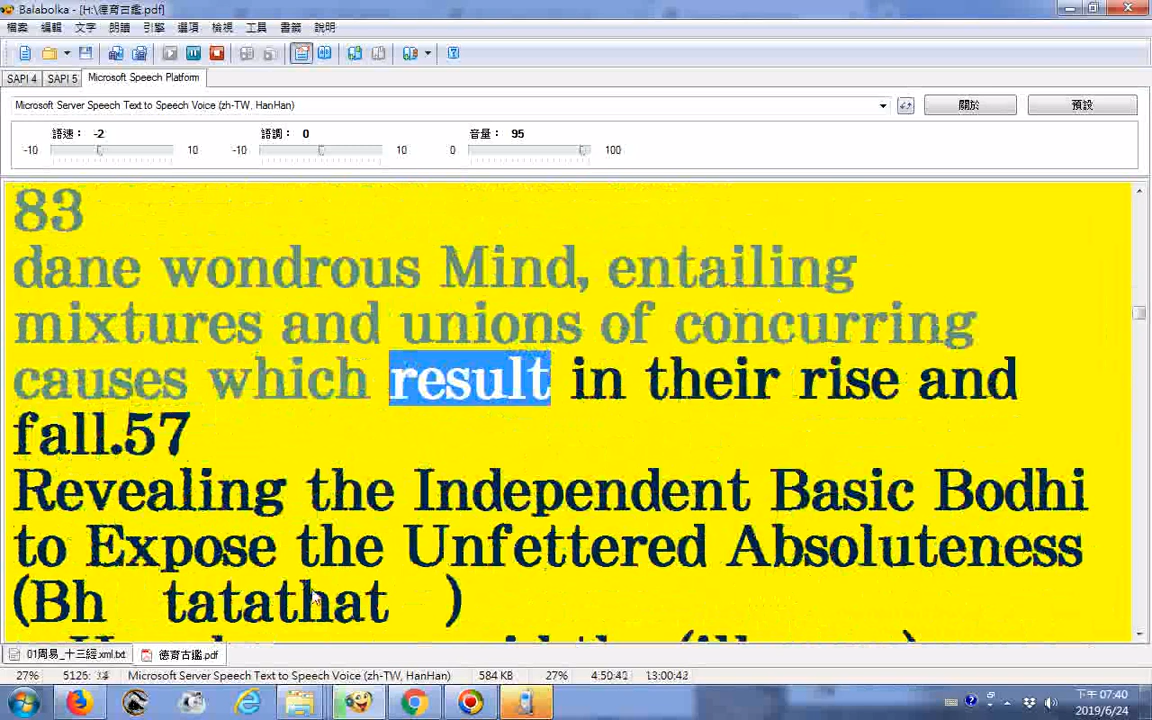 Balabolka - [H:\德育古鑑.pdf]
檔案 編輯 文字 朗讀 引擎 選項 檢視 工具 書籤 說明
SAPI 4 SAPI 5 Microsoft Speech Platform
Microsoft Server Speech Text to Speech Voice (zh-TW, HanHan) 關於 預設
語速： -2 語調： 0 音量： 95
-10 10 -10 10 0 100
83
dane wondrous Mind, entailing
mixtures and unions of concurring
causes which result in their rise and
fall.57
Revealing the Independent Basic Bodhi
to Expose the Unfettered Absoluteness
(Bh tatathat )
01周易_十三經.xml.txt 德育古鑑.pdf
27% Microsoft Server Speech Text to Speech Voice (zh-TW, HanHan) 584 KB 27% 4:50:41 13:00:42
下午 07:40
2019/6/24